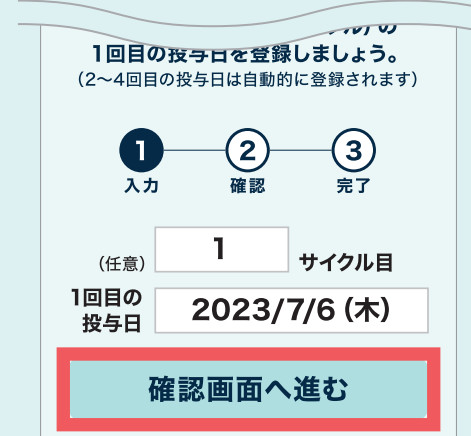 の
1回目の投与日を登録しましょう。
（2〜4回目の投与日は自動的に登録されます）
1 2 3
入力 確認 完了
（任意） 1 サイクル目
1回目の
投与日 2023/7/6（木）
確認画面へ進む